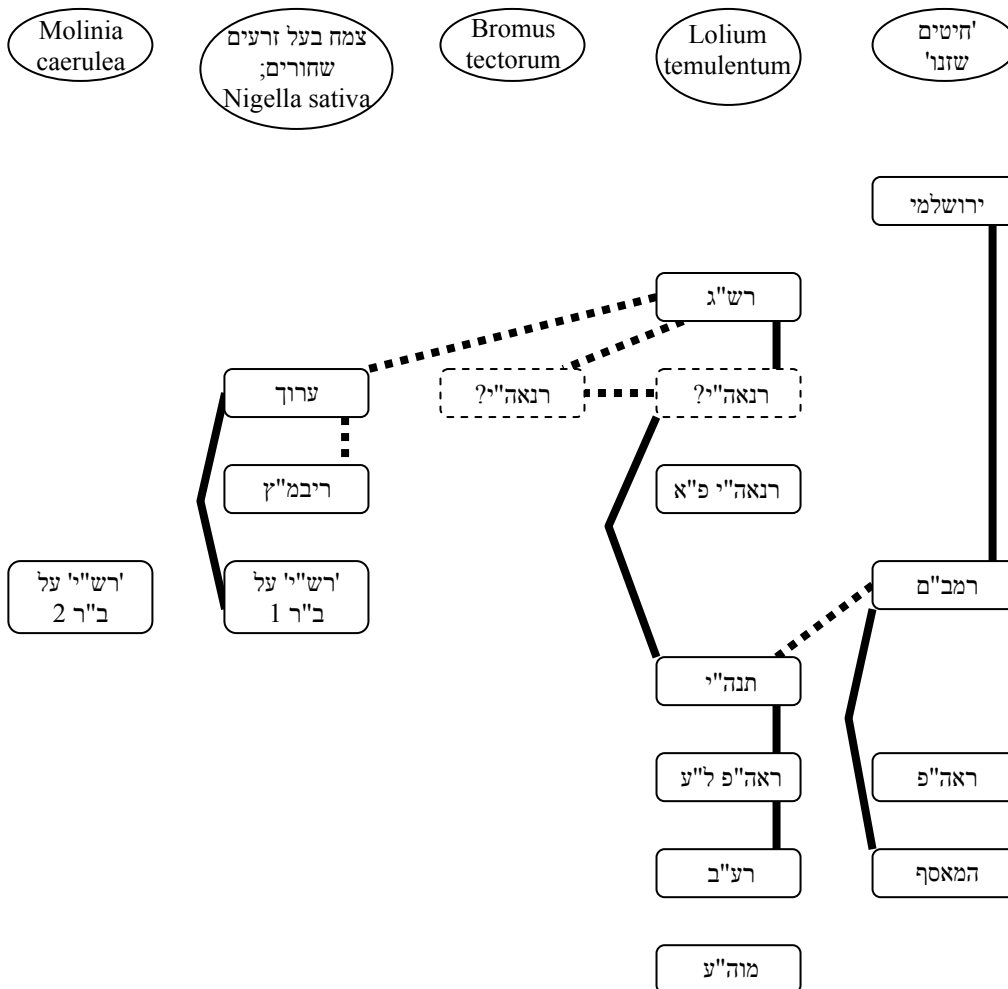 'חיטים
שזנו'
Lolium
temulentum
Bromus
tectorum
צמח בעל זרעים
שחורים;
Nigella sativa
Molinia
caerulea
ירושלמי
רש"ג
רנאה"י?
רנאה"י?
ערוך
רנאה"י פ"א
ריבמ"ץ
רמב"ם
'רש"י' על
ב"ר 1
'רש"י' על
ב"ר 2
תנה"י
ראה"פ
ראה"פ ל"ע
המאסף
רע"ב
מוה"ע